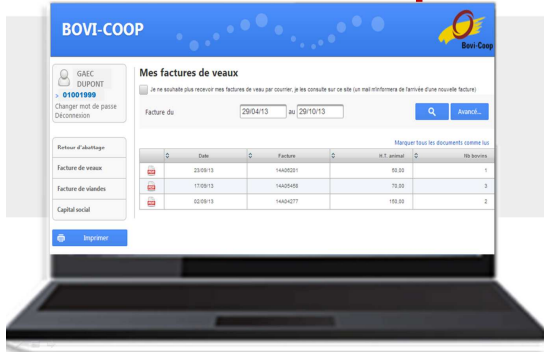 BOVI-COOP
Bovi-Coop
GAEC
DUPONT
01001999
Changer mot de passe
Déconnexion
Retour d'abattage
Facture de veaux
Facture de viandes
Capital social
Imprimer
Mes factures de veaux
Je ne souhaite plus recevoir mes factures de veau par courrier, je les consulte sur ce site (un mail m'informera de l'arrivée d'une nouvelle facture)
Facture du 29/04/13 au 29/10/13 Avancé...
Marquer tous les documents comme lus
Date Facture H.T. animal Nb bovins
23/09/13 14A06201 50,00 1
17/09/13 14A05458 70,00 3
02/09/13 14A04277 150,00 2